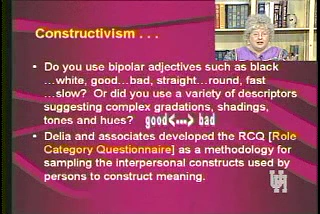 Constructivism . . .
• Do you use bipolar adjectives such as black
…white, good…bad, straight…round, fast
…slow? Or did you use a variety of descriptors
suggesting complex gradations, shadings,
tones and hues? good<...> bad
• Delia and associates developed the RCQ [Role
Category Questionnaire] as a methodology for
sampling the interpersonal constructs used by
persons to construct meaning.
UH